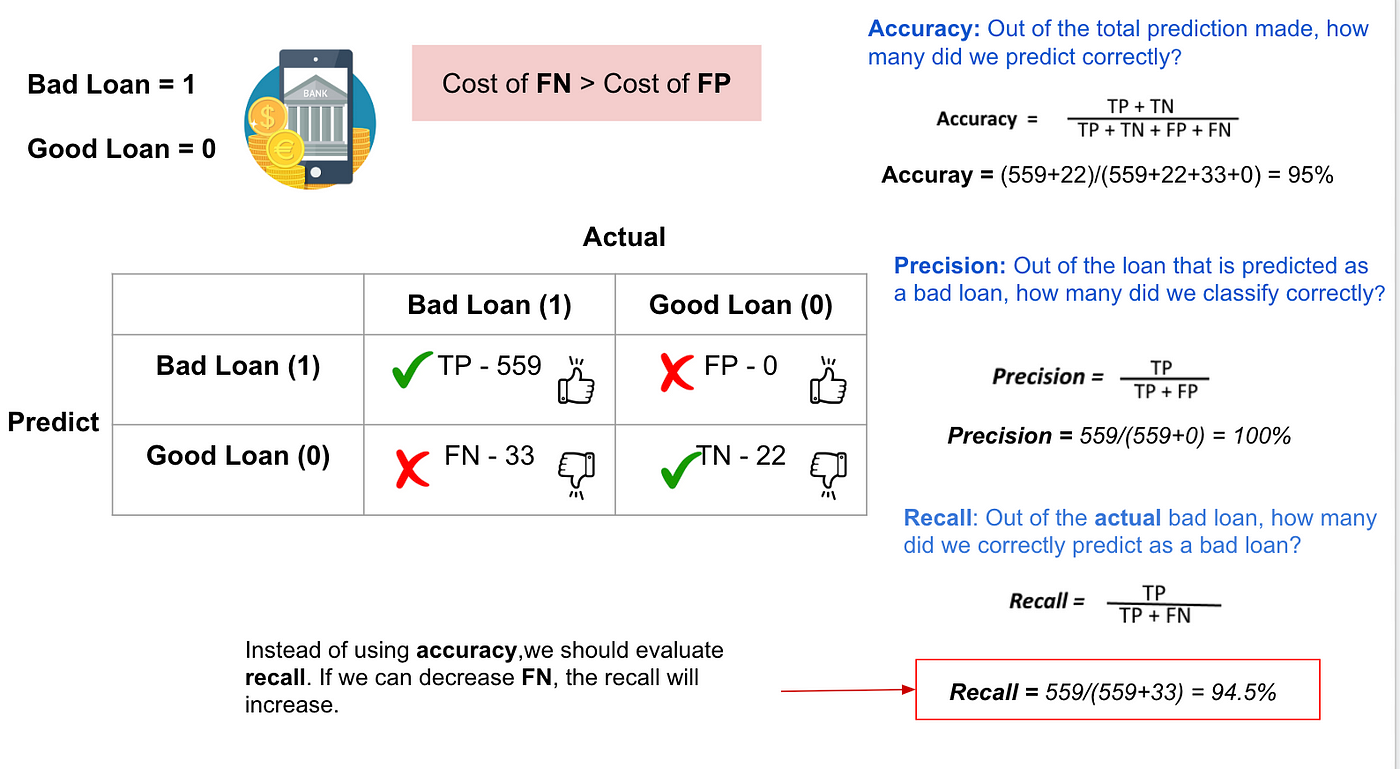 Bad Loan = 1
Good Loan = 0
BANK
$
€
Cost of FN > Cost of FP
Accuracy: Out of the total prediction made, how
many did we predict correctly?
Accuracy = TP + TN
TP + TN + FP + FN
Accuray = (559+22)/(559+22+33+0) = 95%
Actual
Bad Loan (1) Good Loan (0)
Predict
Bad Loan (1) TP - 559 FP - 0
Good Loan (0) FN - 33 TN - 22
Precision: Out of the loan that is predicted as
a bad loan, how many did we classify correctly?
Precision = TP
TP + FP
Precision = 559/(559+0) = 100%
Recall: Out of the actual bad loan, how many
did we correctly predict as a bad loan?
Recall = TP
TP + FN
Instead of using accuracy,we should evaluate
recall. If we can decrease FN, the recall will
increase.
Recall = 559/(559+33) = 94.5%